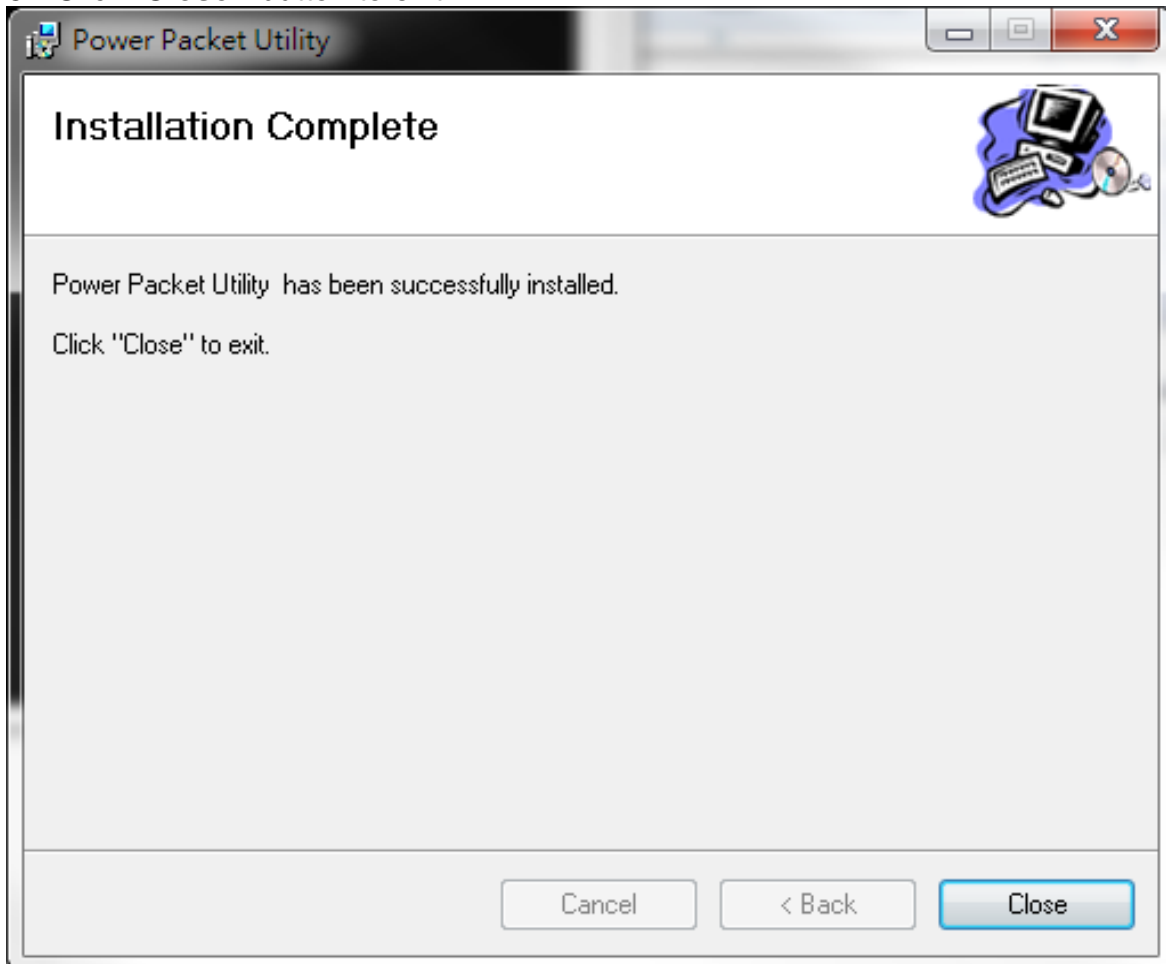 Power Packet Utility
Installation Complete
Power Packet Utility  has been successfully installed.
Click "Close" to exit.
Cancel
< Back
Close